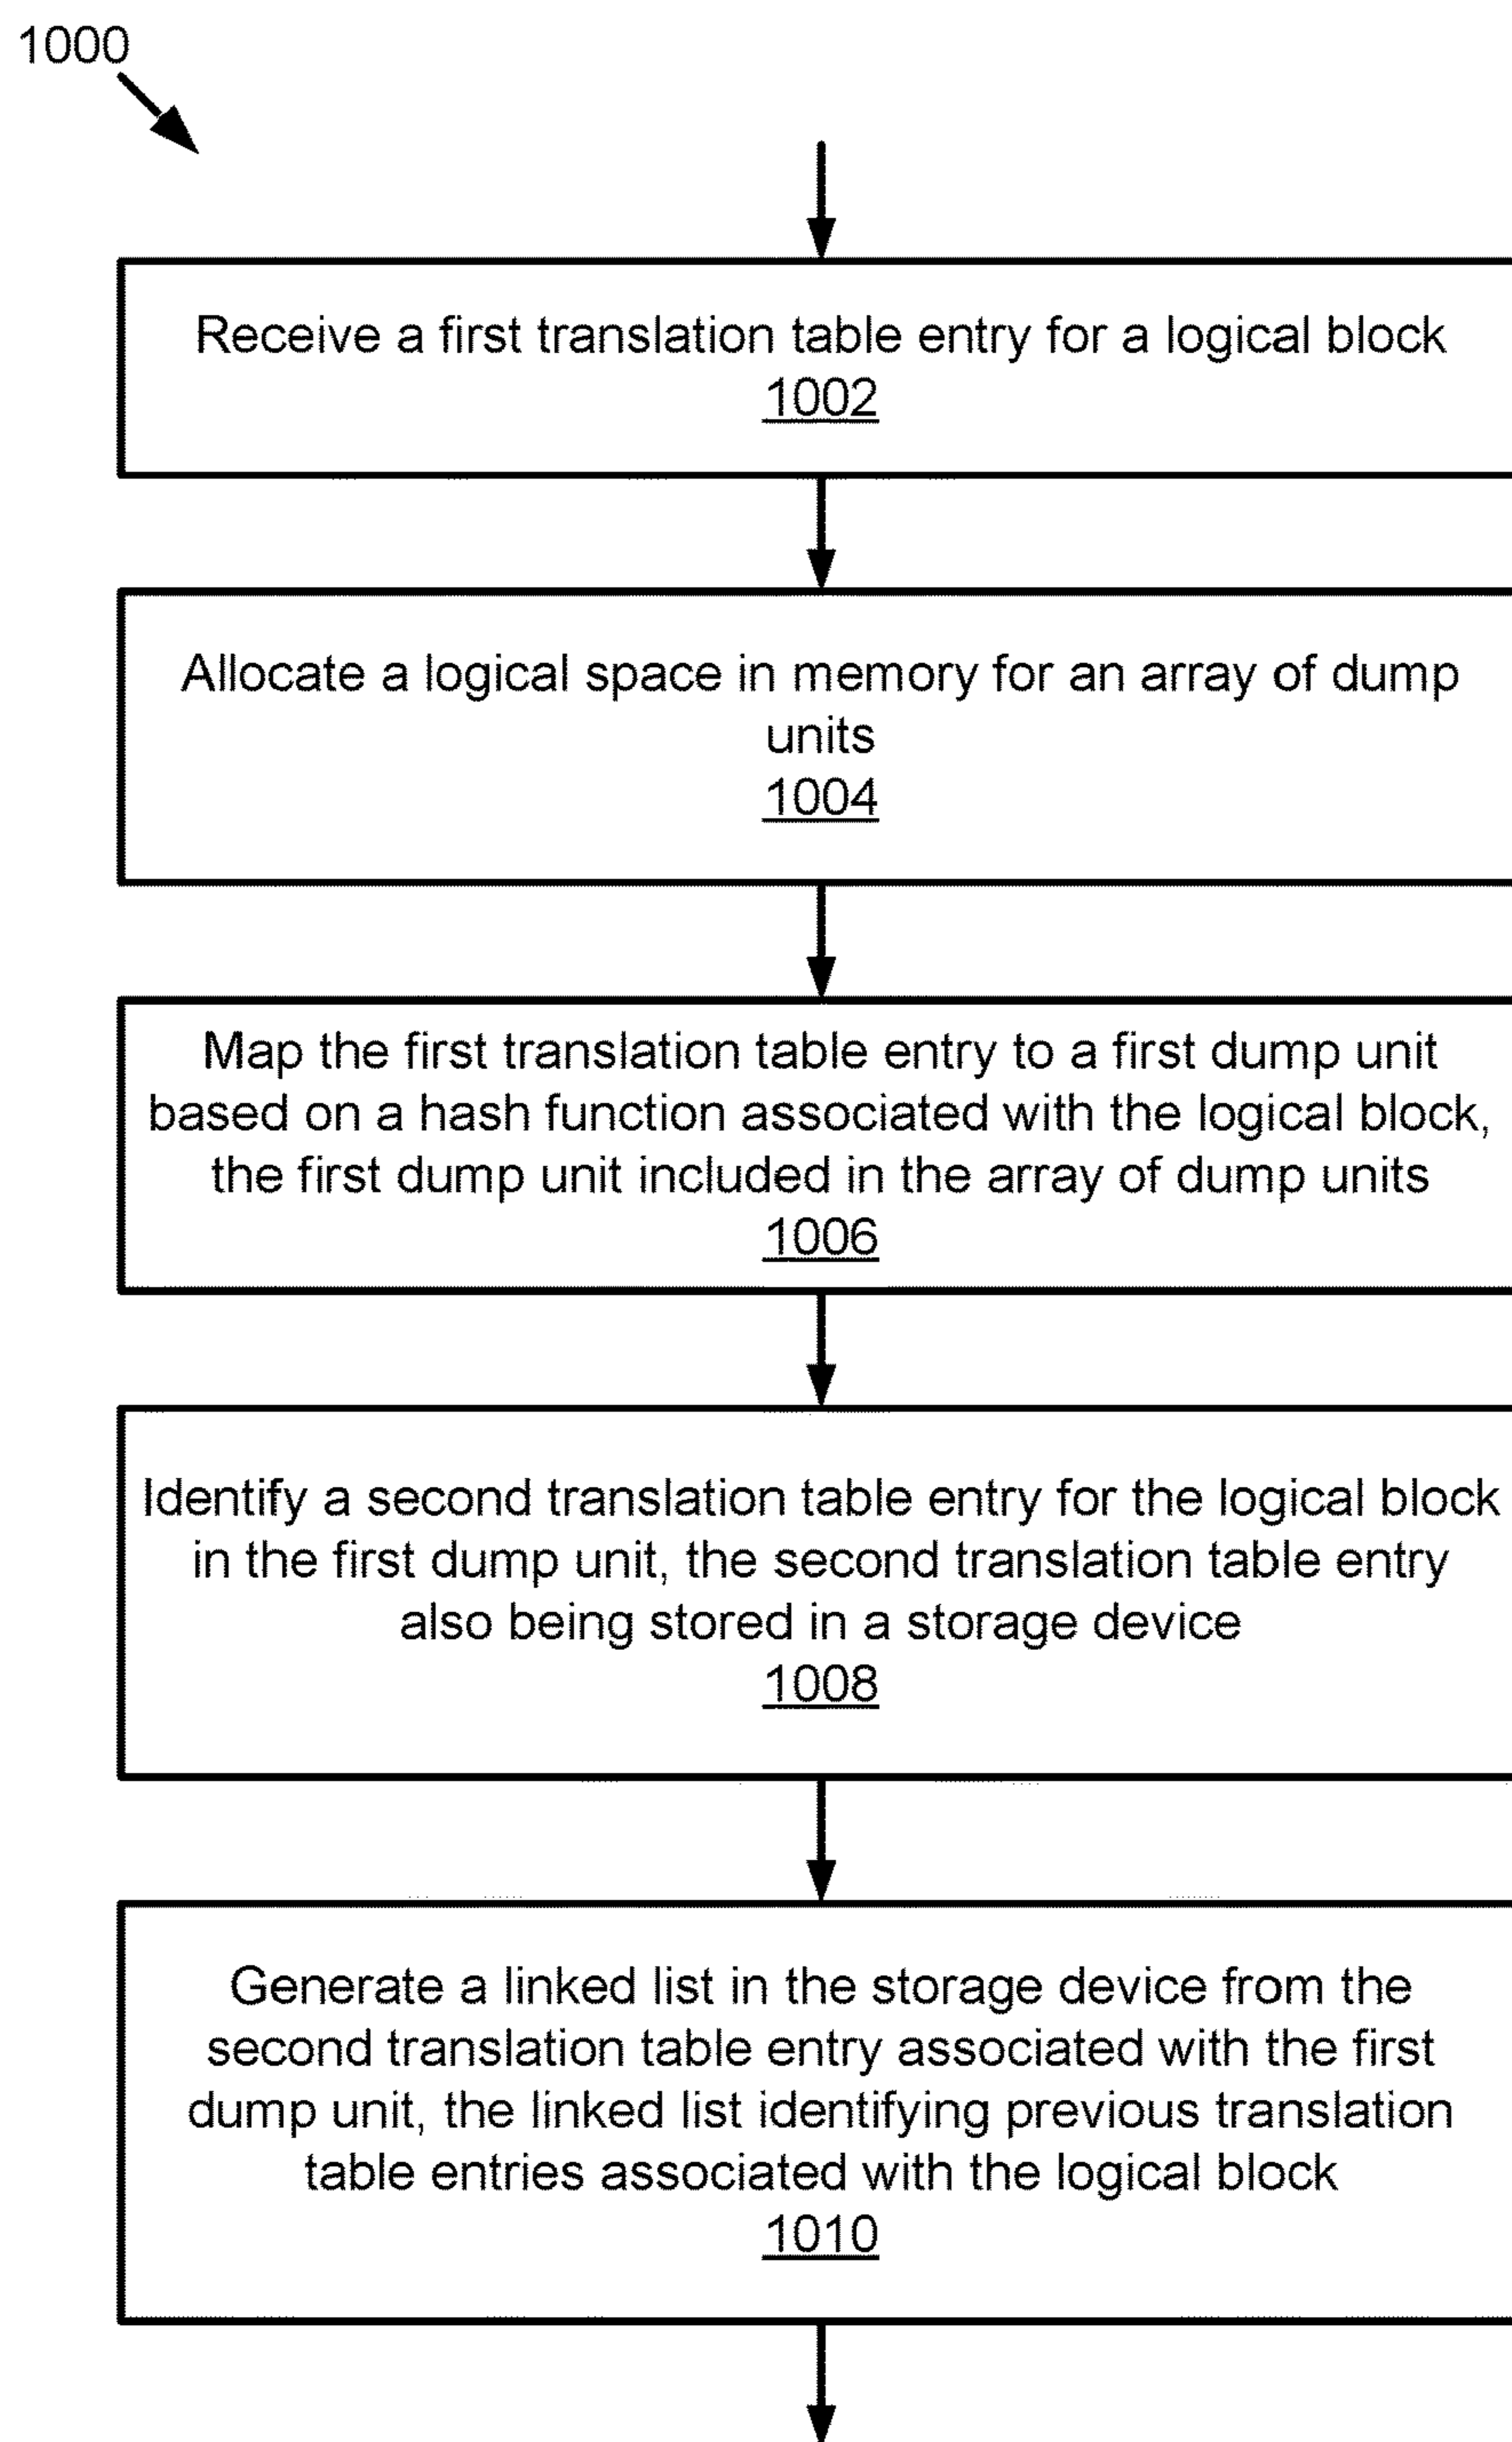 1000
Receive a first translation table entry for a logical block
1002
Allocate a logical space in memory for an array of dump
units
1004
Map the first translation table entry to a first dump unit
based on a hash function associated with the logical block,
the first dump unit included in the array of dump units
1006
Identify a second translation table entry for the logical block
in the first dump unit, the second translation table entry
also being stored in a storage device
1008
Generate a linked list in the storage device from the
second translation table entry associated with the first
dump unit, the linked list identifying previous translation
table entries associated with the logical block
1010